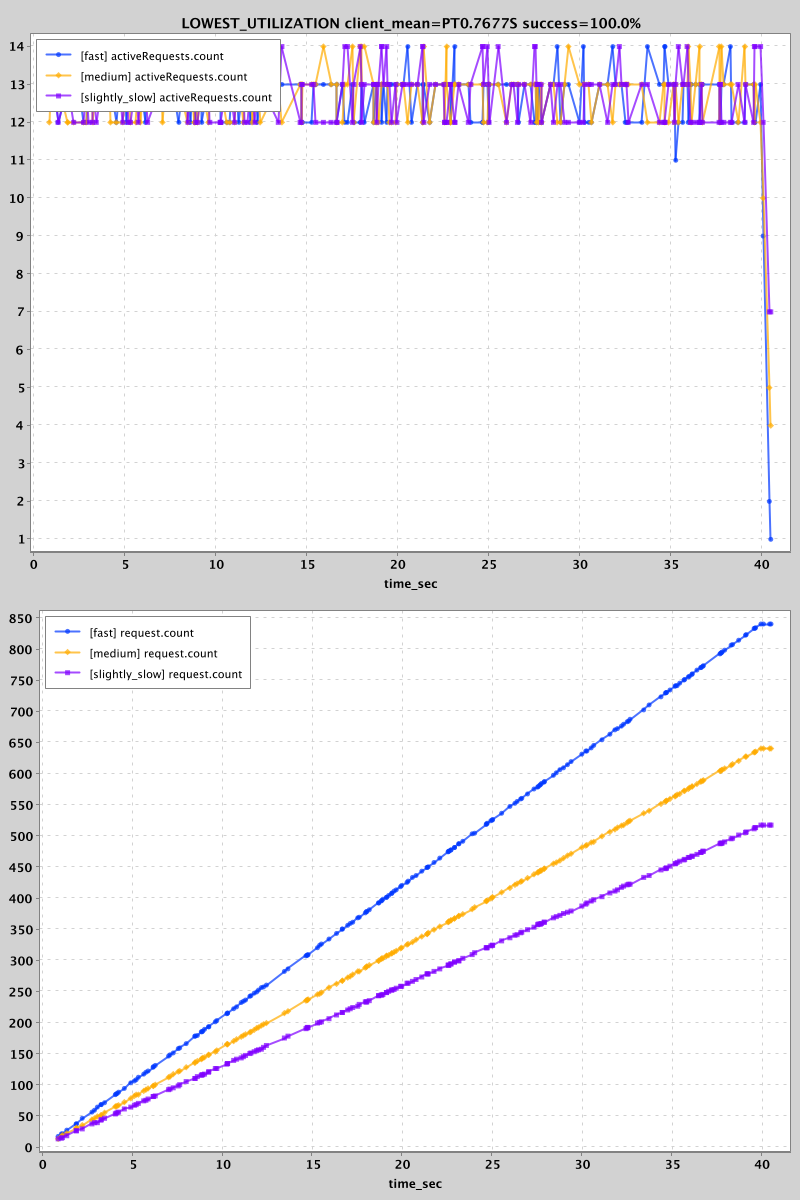 LOWEST_UTILIZATION client_mean=PT0.7677S success=100.0%
[fast] activeRequests.count
[medium] activeRequests.count
[slightly_slow] activeRequests.count
14
13
12
11
10
9
8
7
6
5
4
3
2
1
0 5 10 15 20 25 30 35 40
time_sec
[fast] request.count
[medium] request.count
[slightly_slow] request.count
850
800
750
700
650
600
550
500
450
400
350
300
250
200
150
100
50
0
0 5 10 15 20 25 30 35 40
time_sec